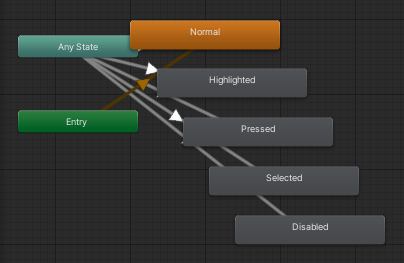 Normal
Any State
Highlighted
Entry
Pressed
Selected
Disabled